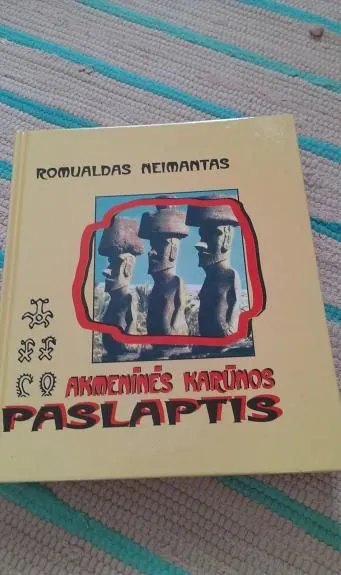 ROMUALDAS NEIMANTAS
AKMENINĖS KARŪNOS
PASLAPTIS